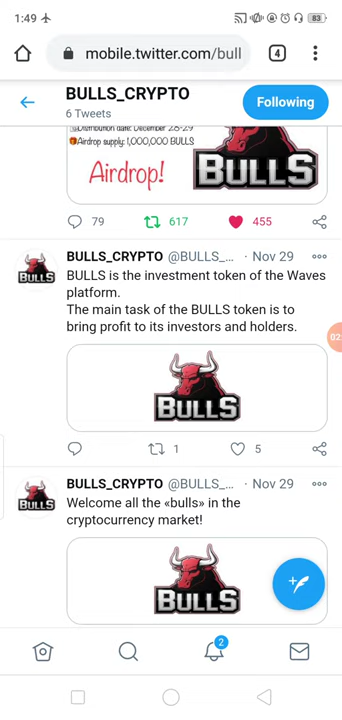 1:49
83
mobile.twitter.com/bull
4
BULLS_CRYPTO
6 Tweets
Following
Distribution date: December 28-29
Airdrop supply: 1,000,000 BULLS
Airdrop!
BULLS
79
617
455
BULLS_CRYPTO @BULLS_... · Nov 29
BULLS is the investment token of the Waves
platform.
The main task of the BULLS token is to
bring profit to its investors and holders.
02
BULLS
BULLS
1
5
BULLS_CRYPTO @BULLS_... · Nov 29
Welcome all the «bulls» in the
cryptocurrency market!
BULLS
BULLS
2